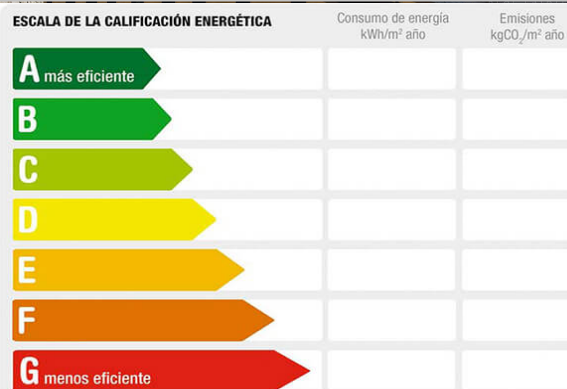 ESCALA DE LA CALIFICACIÓN ENERGÉTICA
Consumo de energía
kWh/m² año
Emisiones
kgCO₂/m² año
A más eficiente
B
C
D
E
F
G menos eficiente